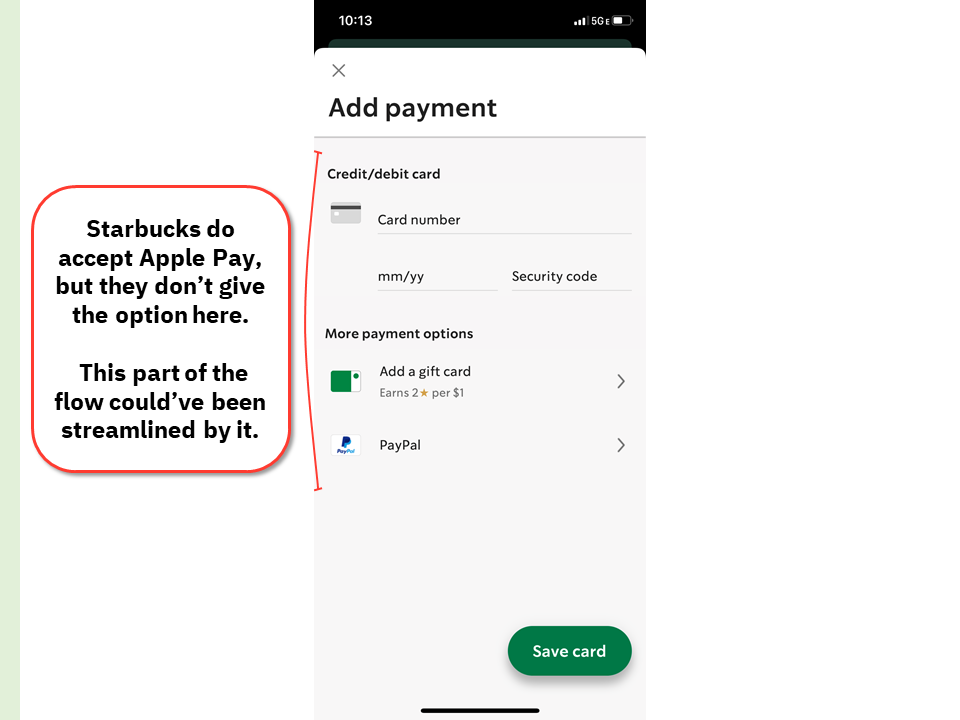 Starbucks do
accept Apple Pay,
but they don’t give
the option here.
This part of the
flow could’ve been
streamlined by it.
10:13
5G E
Add payment
Credit/debit card
Card number
mm/yy
Security code
More payment options
Add a gift card
Earns 2★ per $1
PayPal
PayPal
Save card